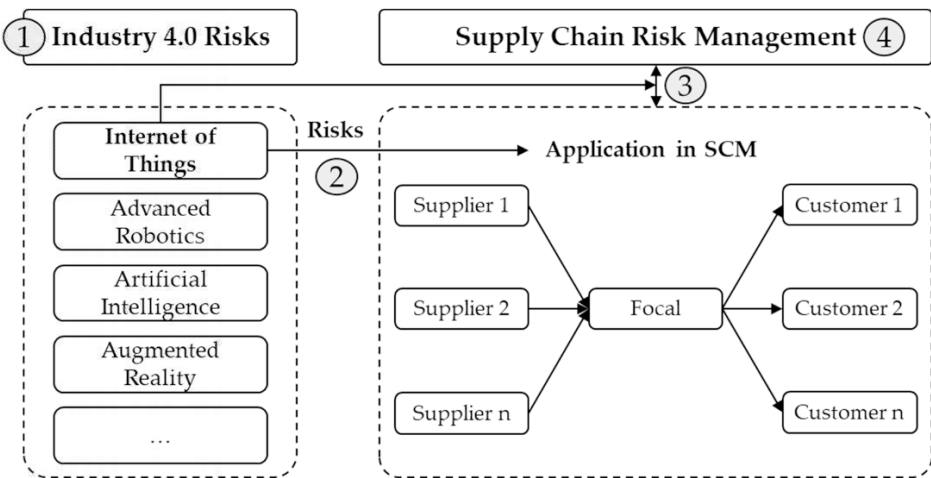 1 Industry 4.0 Risks
Supply Chain Risk Management 4
3
Internet of
Things
Risks
2
Application in SCM
Advanced
Robotics
Artificial
Intelligence
Augmented
Reality
...
Supplier 1
Supplier 2
Supplier n
Focal
Customer 1
Customer 2
Customer n